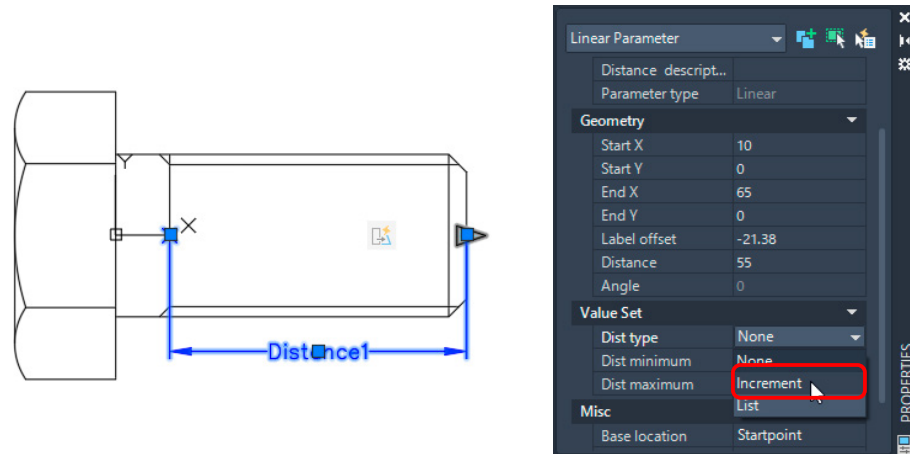 Y
X
Distance1
Linear Parameter
Distance descript...
Parameter type Linear
Geometry
Start X 10
Start Y 0
End X 65
End Y 0
Label offset -21.38
Distance 55
Angle 0
Value Set
Dist type None
Dist minimum None
Dist maximum Increment
List
Misc
Base location Startpoint
PROPERTIES